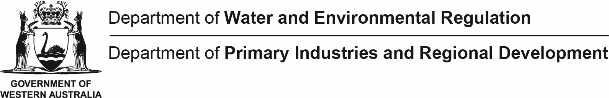 Department of Water and Environmental Regulation
Department of Primary Industries and Regional Development
GOVERNMENT OF
WESTERN AUSTRALIA